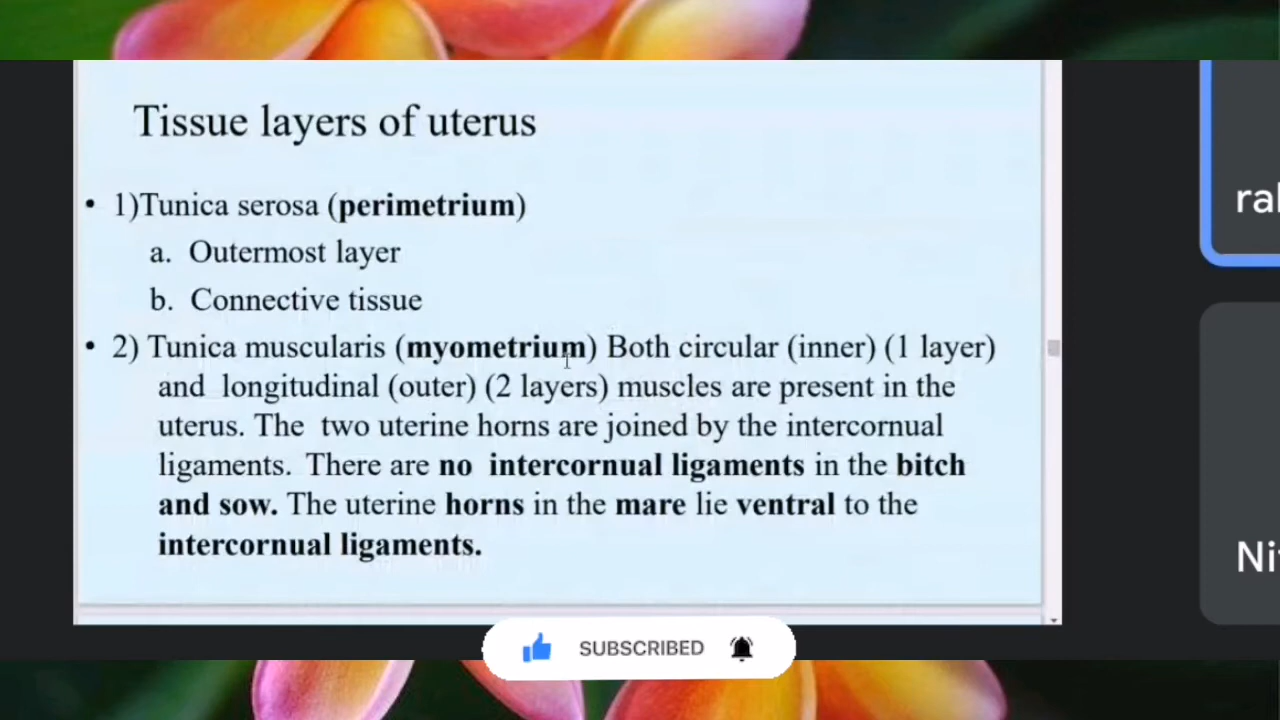 Tissue layers of uterus
• 1)Tunica serosa (perimetrium)
a. Outermost layer
b. Connective tissue
• 2) Tunica muscularis (myometrium) Both circular (inner) (1 layer)
and longitudinal (outer) (2 layers) muscles are present in the
uterus. The two uterine horns are joined by the intercornual
ligaments. There are no intercornual ligaments in the bitch
and sow. The uterine horns in the mare lie ventral to the
intercornual ligaments.
SUBSCRIBED